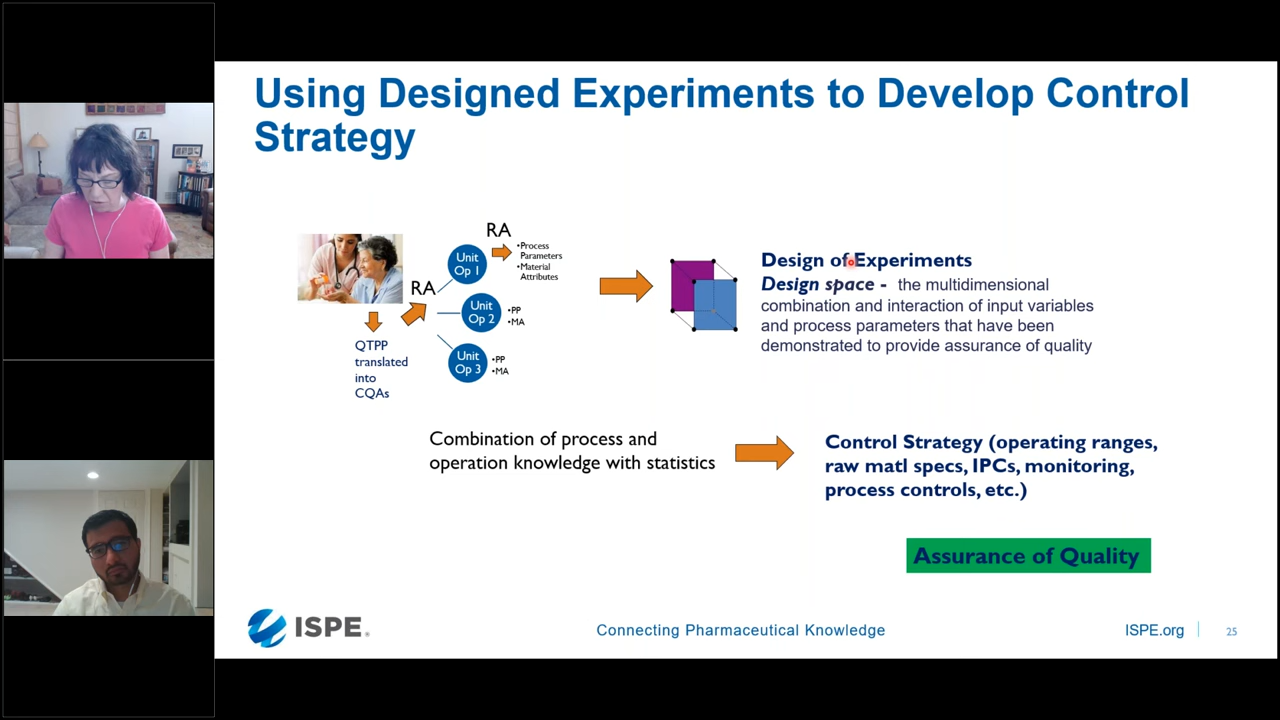 Using Designed Experiments to Develop Control
Strategy
RA
•Process
Parameters
•Material
Attributes
Unit
Op 1
RA
Unit
Op 2
•PP
•MA
Unit
Op 3
•PP
•MA
QTPP
translated
into
CQAs
Design of Experiments
Design space - the multidimensional
combination and interaction of input variables
and process parameters that have been
demonstrated to provide assurance of quality
Combination of process and
operation knowledge with statistics
Control Strategy (operating ranges,
raw matl specs, IPCs, monitoring,
process controls, etc.)
Assurance of Quality
ISPE®
Connecting Pharmaceutical Knowledge
ISPE.org
25